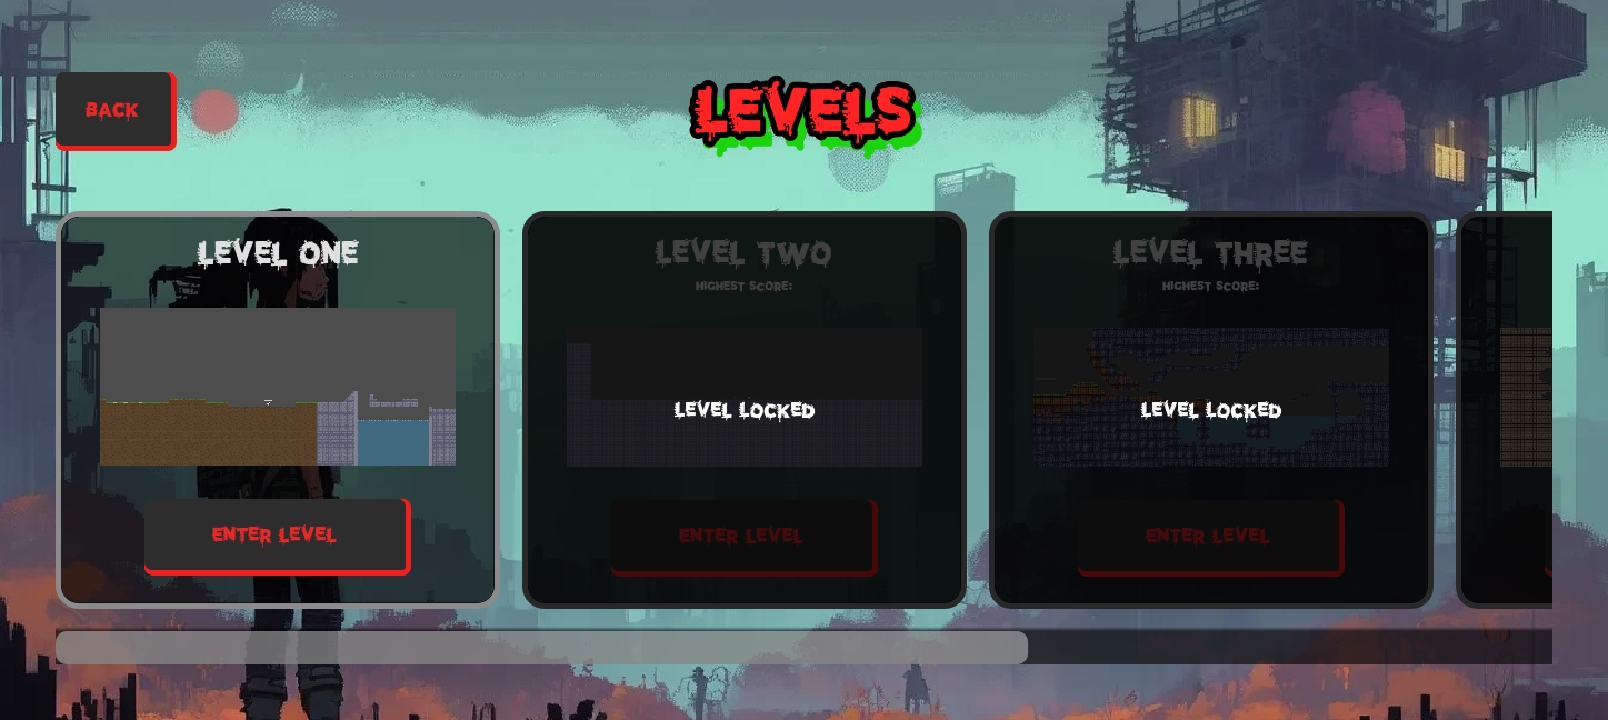 BACK
LEVELS
LEVEL ONE
ENTER LEVEL
LEVEL TWO
HIGHEST SCORE:
LEVEL LOCKED
ENTER LEVEL
LEVEL THREE
HIGHEST SCORE:
LEVEL LOCKED
ENTER LEVEL